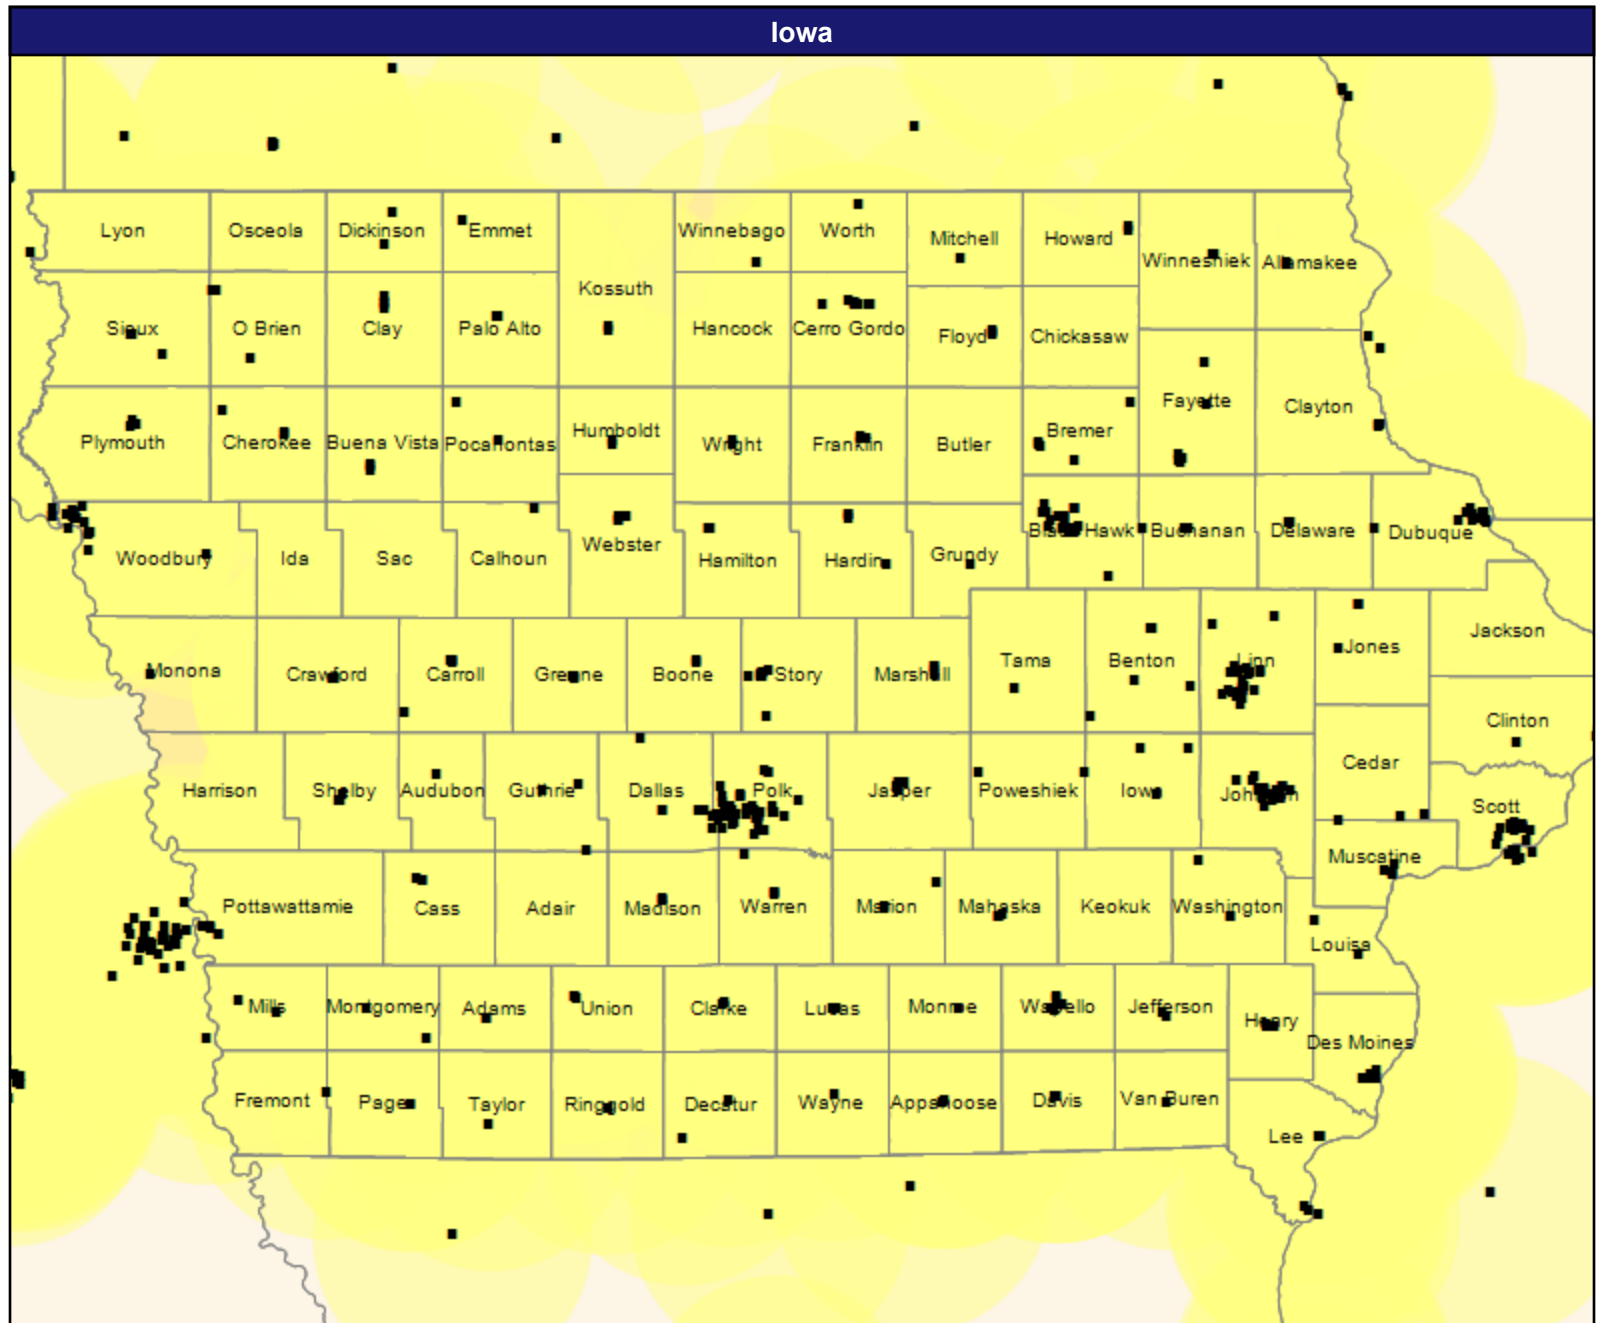 Iowa
Lyon
Osceola
Dickinson
Emmet
Kossuth
Winnebago
Worth
Mitchell
Howard
Winneshiek
Allamakee
Sioux
O Brien
Clay
Palo Alto
Hancock
Cerro Gordo
Floyd
Chickasaw
Fayette
Clayton
Plymouth
Cherokee
Buena Vista
Pocahontas
Humboldt
Wright
Franklin
Butler
Bremer
Woodbury
Ida
Sac
Calhoun
Webster
Hamilton
Hardin
Grundy
Black Hawk
Buchanan
Delaware
Dubuque
Monona
Crawford
Carroll
Greene
Boone
Story
Marshall
Tama
Benton
Linn
Jones
Jackson
Clinton
Cedar
Harrison
Shelby
Audubon
Guthrie
Dallas
Polk
Jasper
Poweshiek
Iowa
Johnson
Scott
Muscatine
Pottawattamie
Cass
Adair
Madison
Warren
Marion
Mahaska
Keokuk
Washington
Louisa
Mills
Montgomery
Adams
Union
Clarke
Lucas
Monroe
Wapello
Jefferson
Henry
Des Moines
Fremont
Page
Taylor
Ringgold
Decatur
Wayne
Appanoose
Davis
Van Buren
Lee